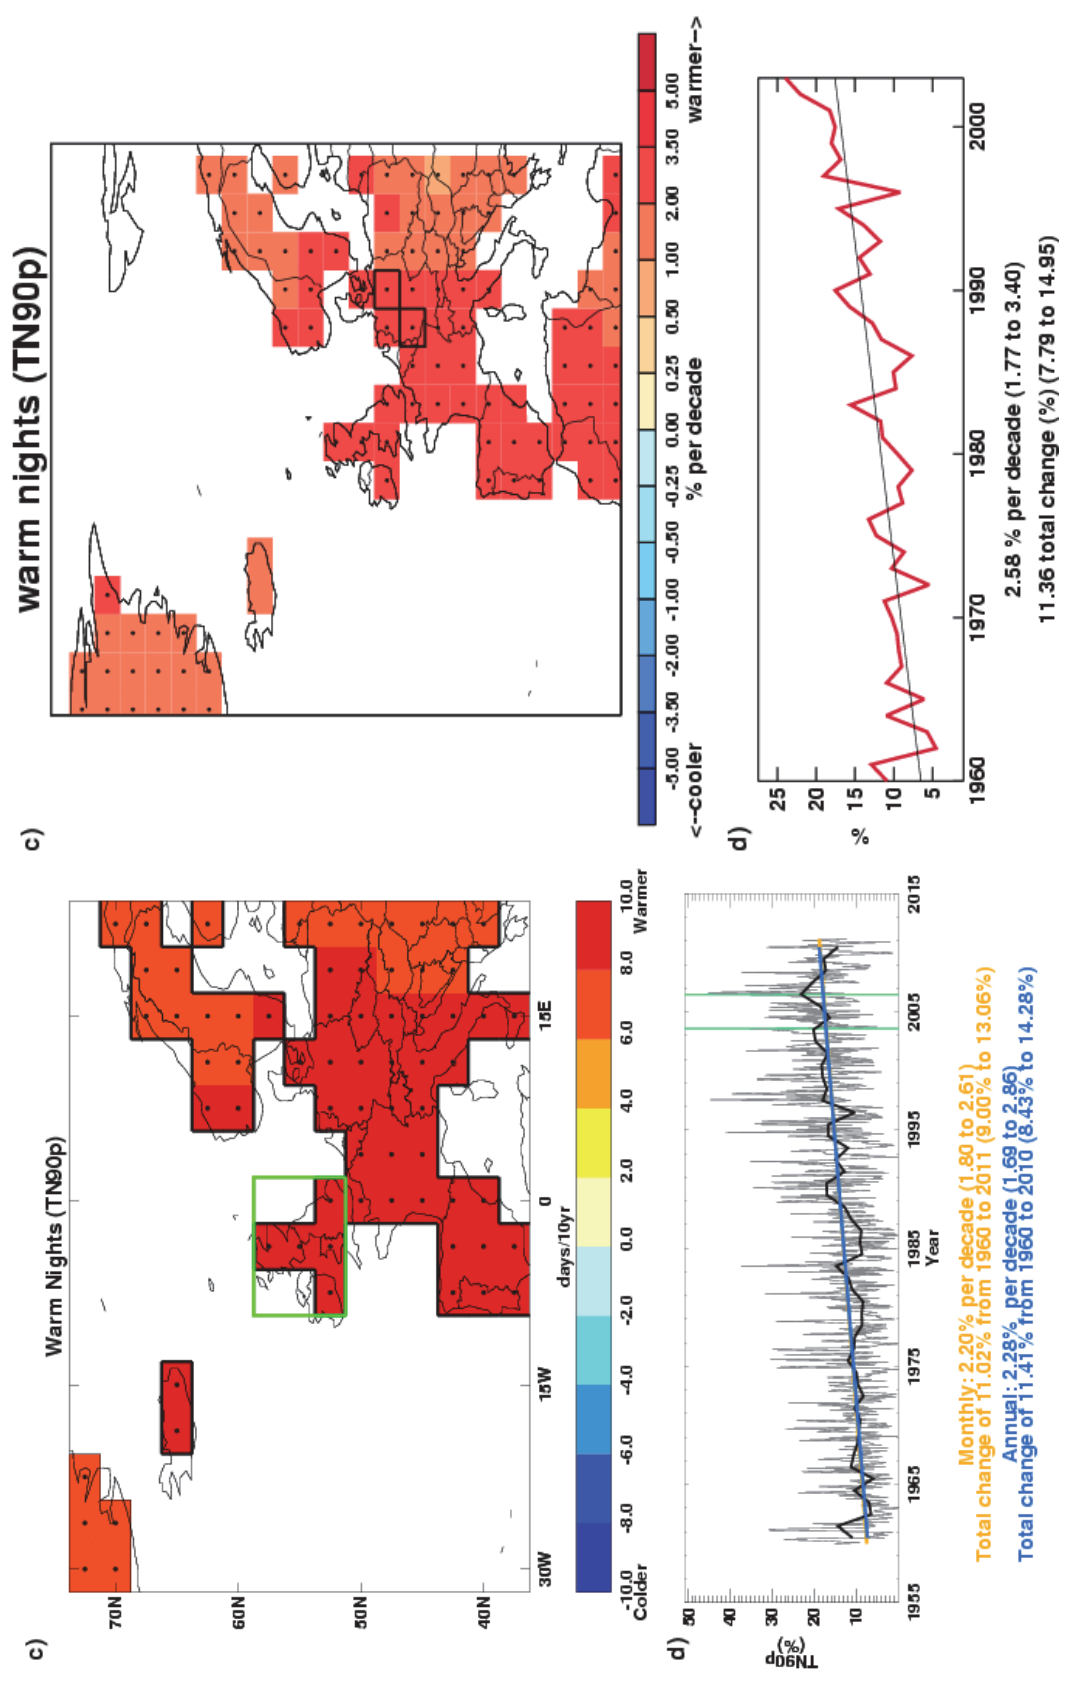 c)
Warm Nights (TN90p)
70N
60N
50N
40N
30W 15W 0 15E
days/10yr
-10.0 -8.0 -6.0 -4.0 -2.0 0.0 2.0 4.0 6.0 8.0 10.0
Colder Warmer
d)
TN90p
(%)
50
40
30
20
10
1955 1965 1975 1985 1995 2005 2015
Year
Monthly: 2.20% per decade (1.80 to 2.61)
Total change of 11.02% from 1960 to 2011 (9.00% to 13.06%)
Annual: 2.28% per decade (1.69 to 2.86)
Total change of 11.41% from 1960 to 2010 (8.43% to 14.28%)
c)
warm nights (TN90p)
-5.00 -3.50 -2.00 -1.00 -0.50 -0.25 0.00 0.25 0.50 1.00 2.00 3.50 5.00
<--cooler % per decade warmer-->
d)
%
25
20
15
10
5
1960 1970 1980 1990 2000
2.58 % per decade (1.77 to 3.40)
11.36 total change (%) (7.79 to 14.95)